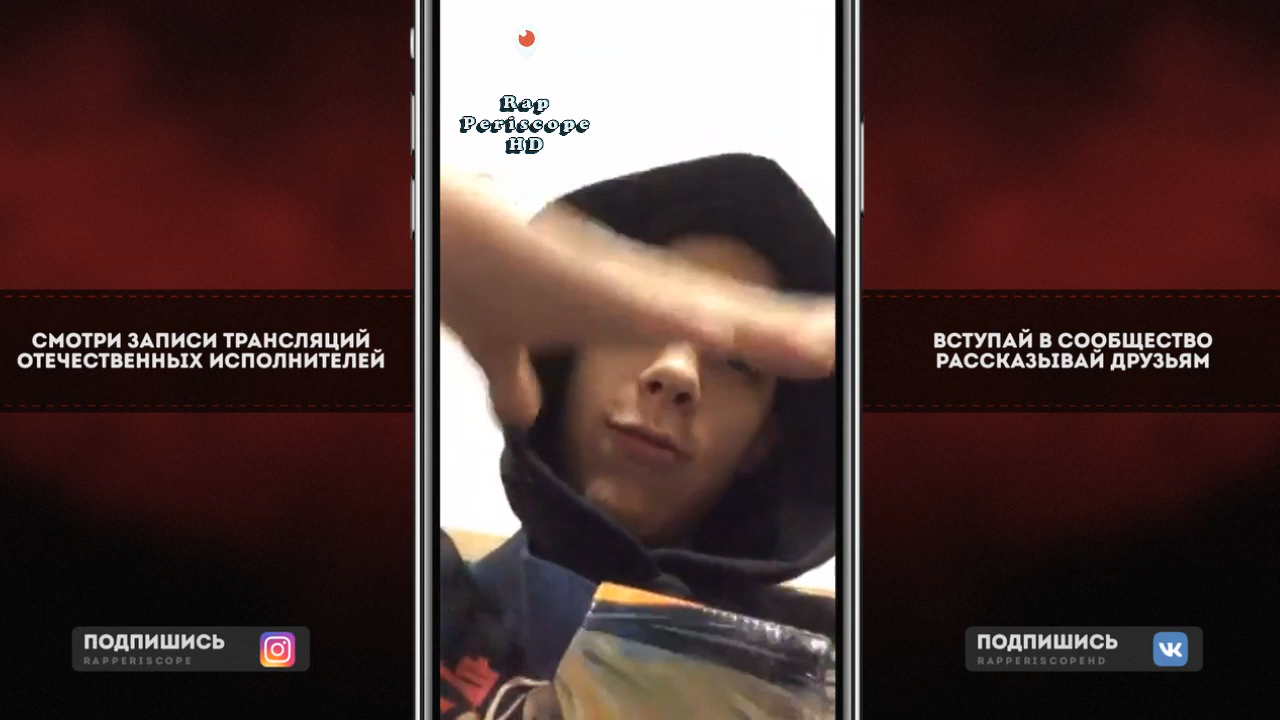 Rap
Periscope
HD
СМОТРИ ЗАПИСИ ТРАНСЛЯЦИЙ
ОТЕЧЕСТВЕННЫХ ИСПОЛНИТЕЛЕЙ
ВСТУПАЙ В СООБЩЕСТВО
РАССКАЗЫВАЙ ДРУЗЬЯМ
ПОДПИШИСЬ
RAPPERISCOPE
ПОДПИШИСЬ
RAPPERISCOPEHD